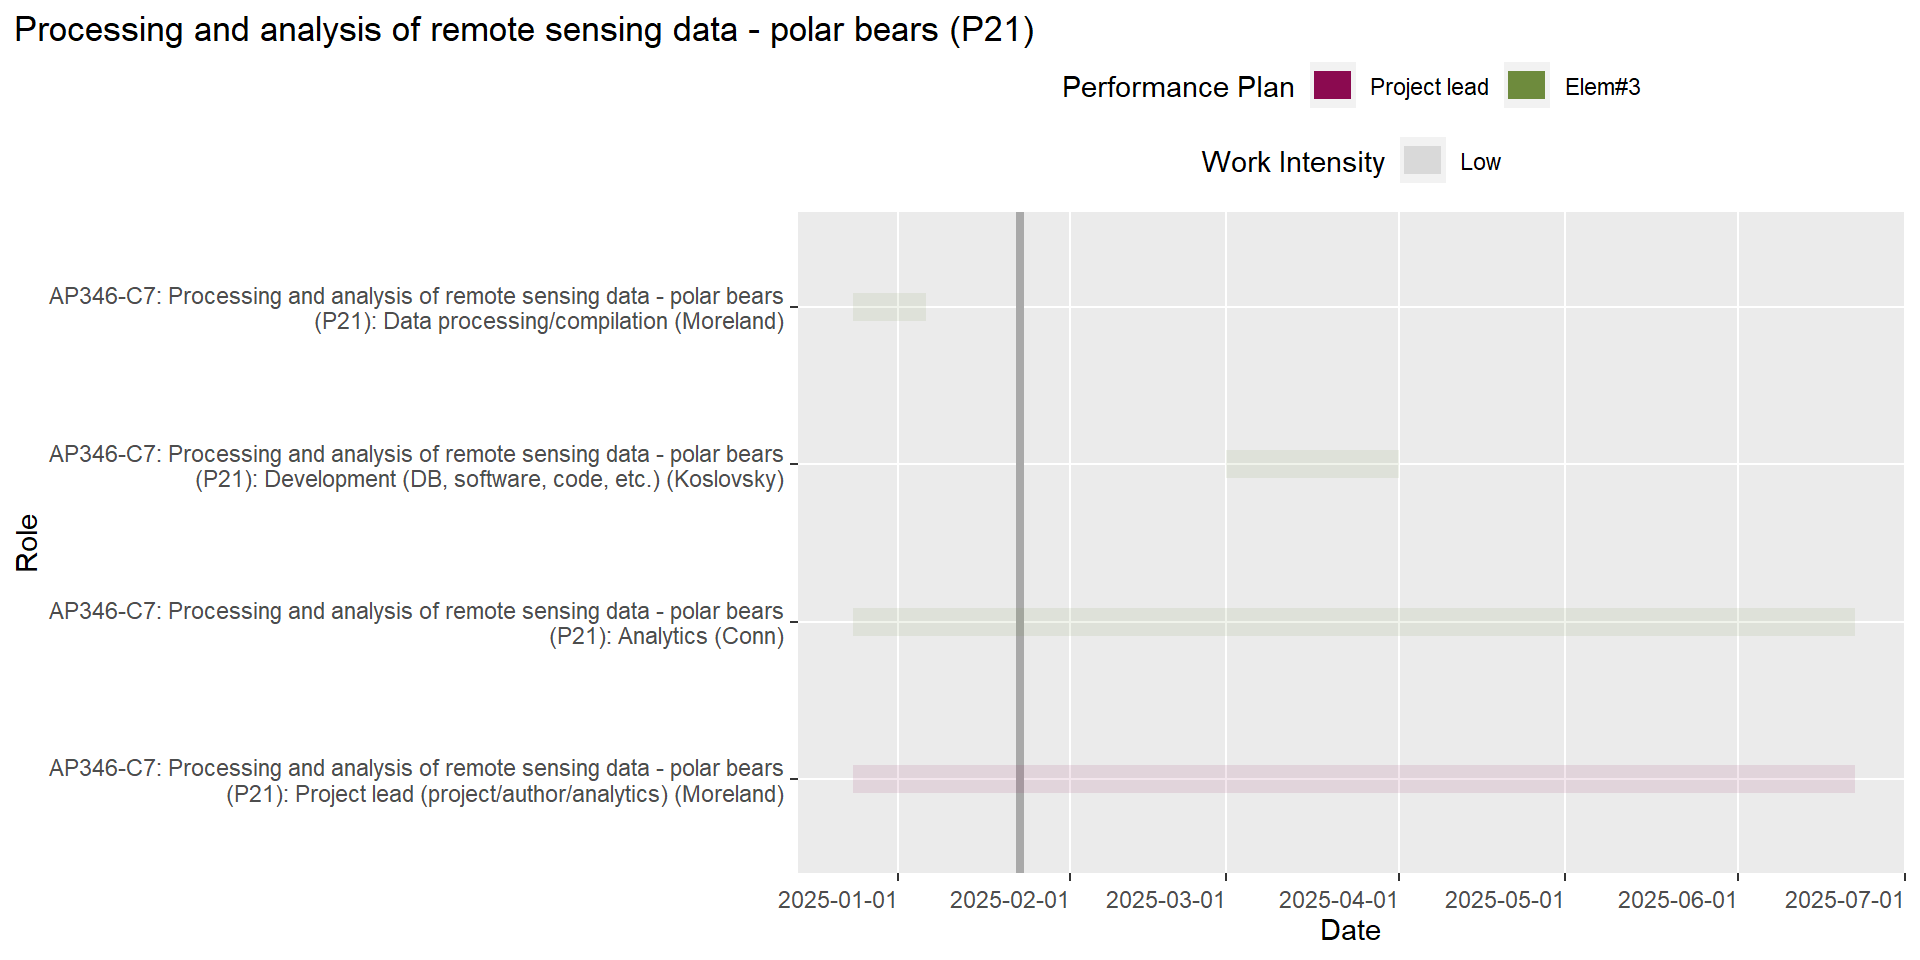 Processing and analysis of remote sensing data - polar bears (P21)
Performance Plan Project lead Elem#3
Work Intensity Low
AP346-C7: Processing and analysis of remote sensing data - polar bears
(P21): Data processing/compilation (Moreland)
AP346-C7: Processing and analysis of remote sensing data - polar bears
(P21): Development (DB, software, code, etc.) (Koslovsky)
Role
AP346-C7: Processing and analysis of remote sensing data - polar bears
(P21): Analytics (Conn)
AP346-C7: Processing and analysis of remote sensing data - polar bears
(P21): Project lead (project/author/analytics) (Moreland)
2025-01-01 2025-02-01 2025-03-01 2025-04-01 2025-05-01 2025-06-01 2025-07-01
Date